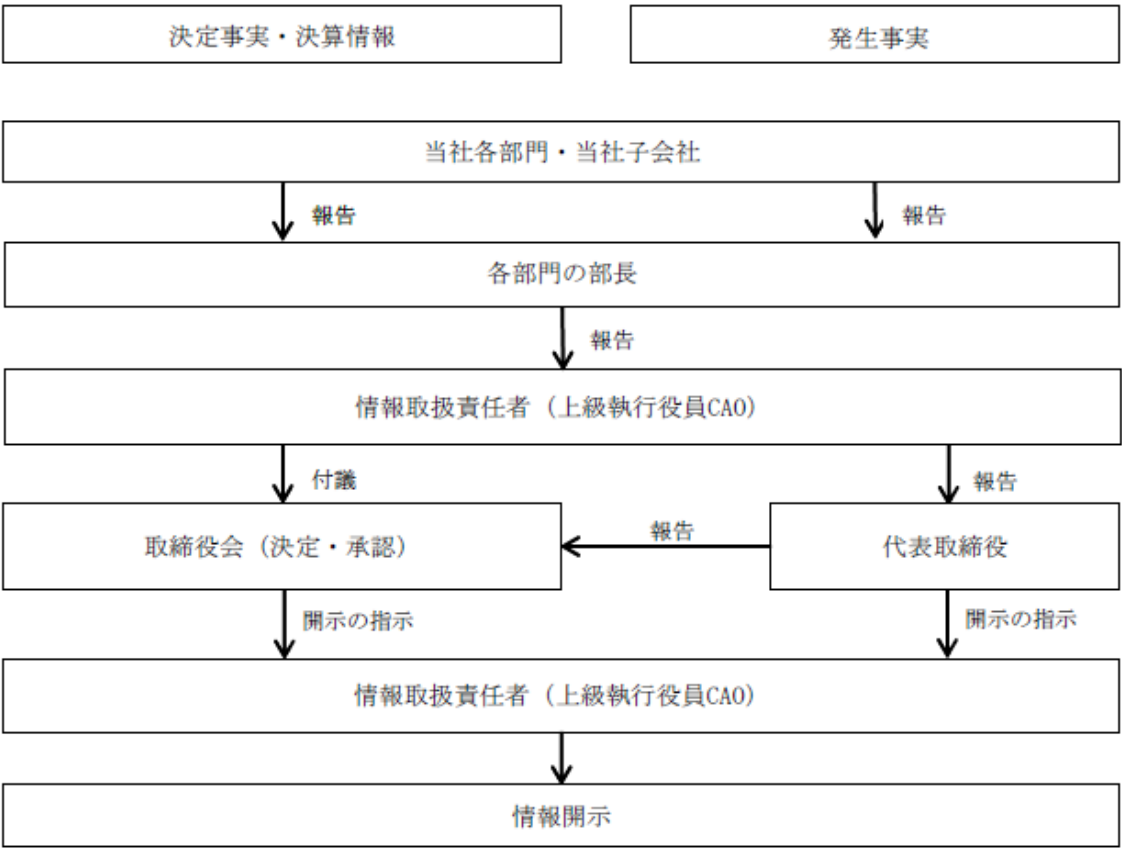 決定事実・決算情報
発生事実
当社各部門・当社子会社
報告
報告
各部門の部長
報告
情報取扱責任者（上級執行役員CAO）
付議
報告
取締役会（決定・承認）
報告
代表取締役
開示の指示
開示の指示
情報取扱責任者（上級執行役員CAO）
情報開示